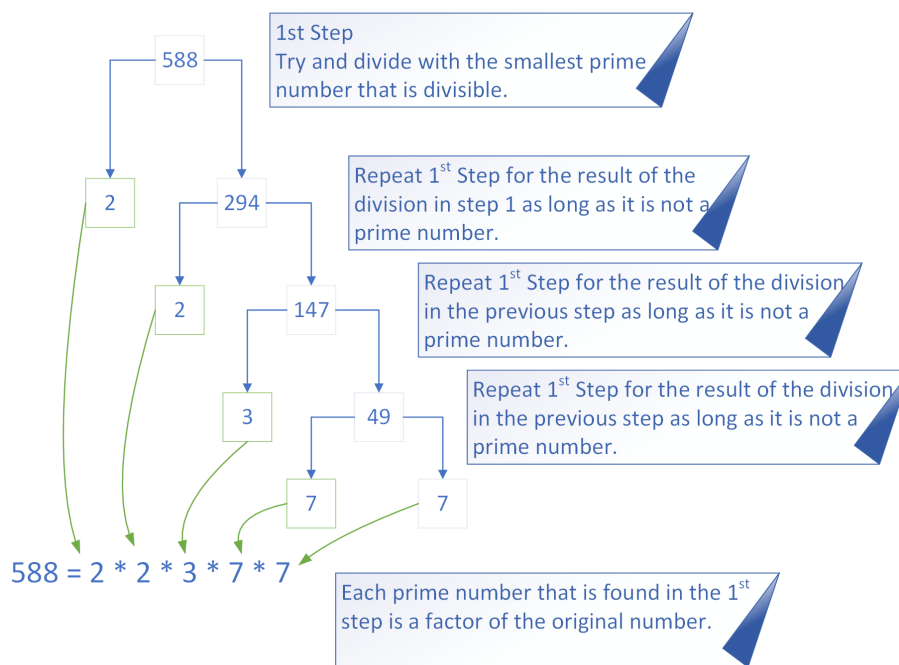 588
1st Step
Try and divide with the smallest prime
number that is divisible.
2
294
Repeat 1st Step for the result of the
division in step 1 as long as it is not a
prime number.
2
147
Repeat 1st Step for the result of the division
in the previous step as long as it is not a
prime number.
3
49
Repeat 1st Step for the result of the division
in the previous step as long as it is not a
prime number.
7
7
588 = 2 * 2 * 3 * 7 * 7
Each prime number that is found in the 1st
step is a factor of the original number.